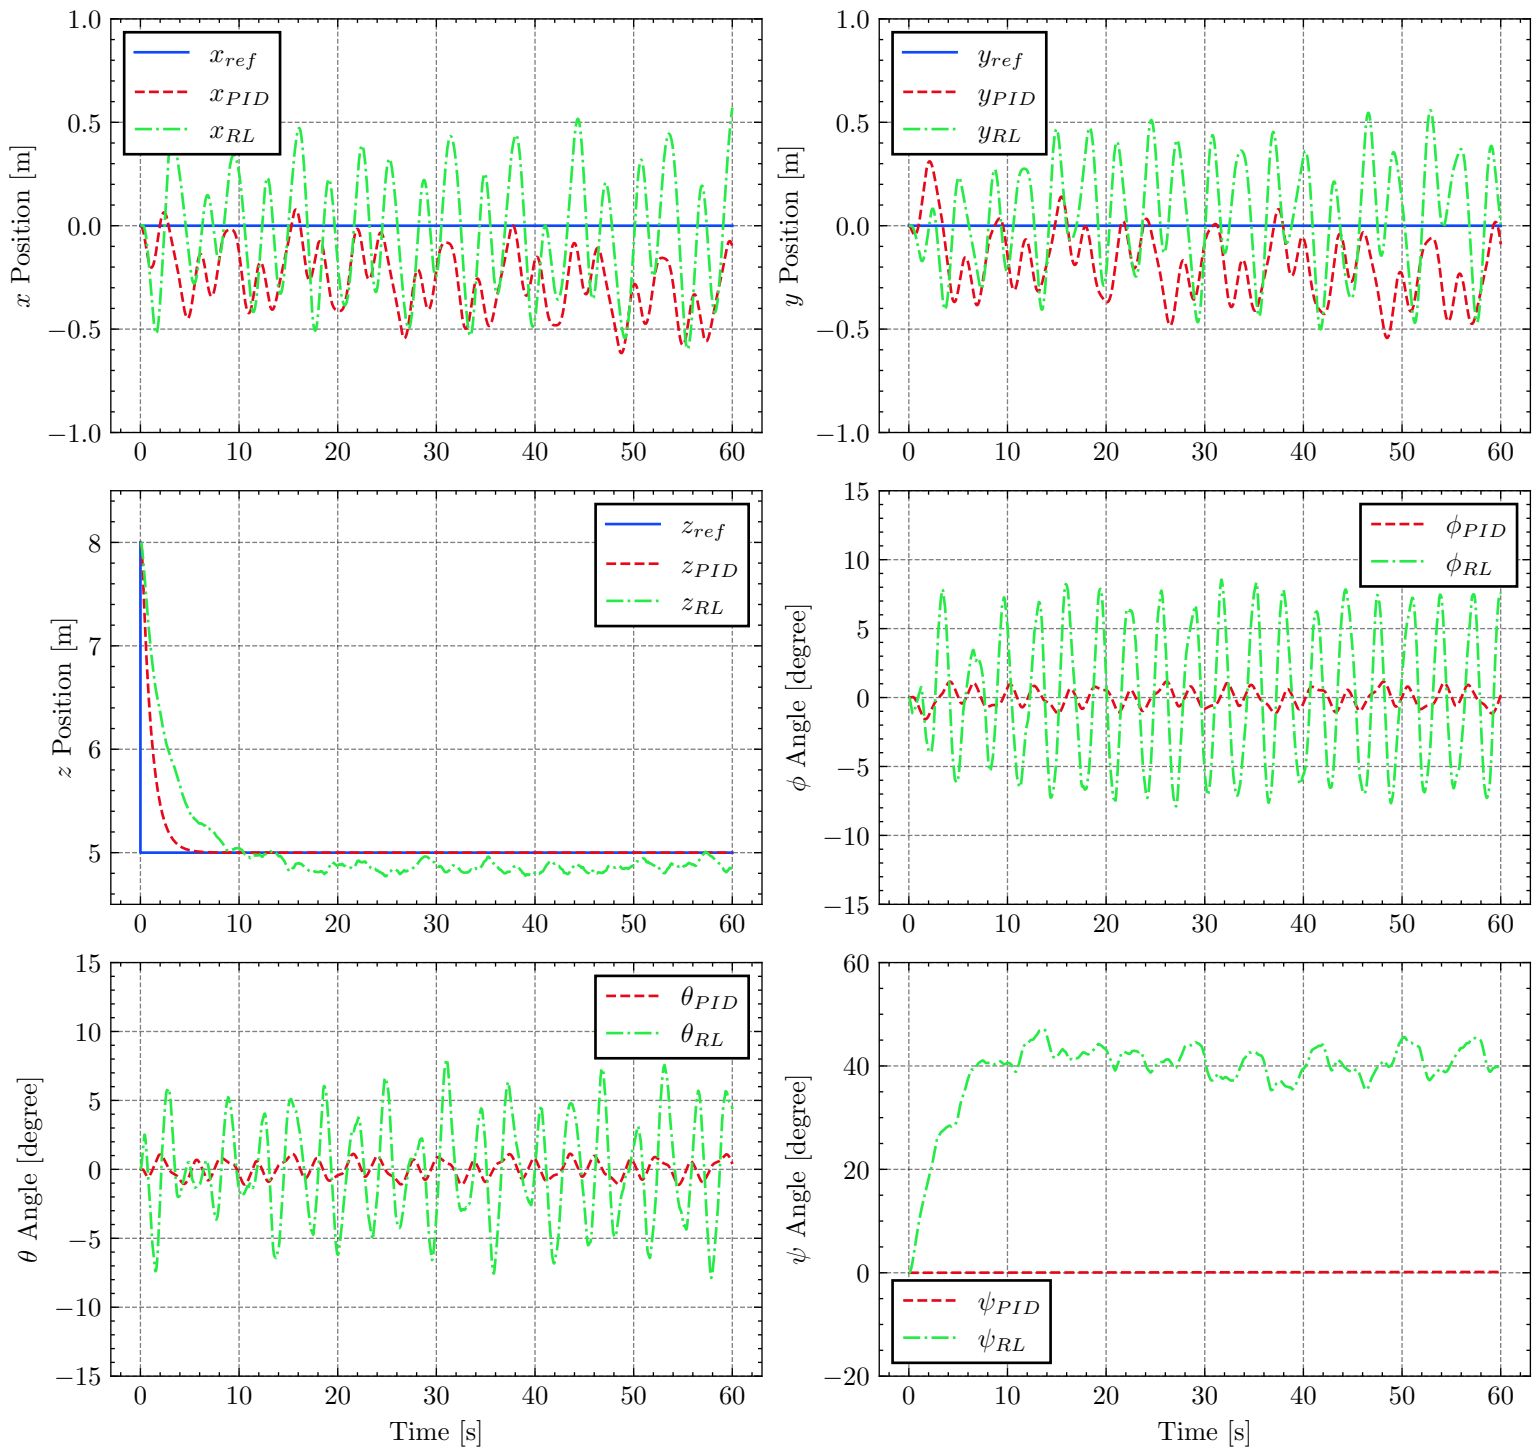 1.0
0.5
0.0
−0.5
−1.0
x Position [m]
x_ref
x_PID
x_RL
0 10 20 30 40 50 60
1.0
0.5
0.0
−0.5
−1.0
y Position [m]
y_ref
y_PID
y_RL
0 10 20 30 40 50 60
8
7
6
5
z Position [m]
z_ref
z_PID
z_RL
0 10 20 30 40 50 60
15
10
5
0
−5
−10
−15
ϕ Angle [degree]
ϕ_PID
ϕ_RL
0 10 20 30 40 50 60
15
10
5
0
−5
−10
−15
θ Angle [degree]
θ_PID
θ_RL
0 10 20 30 40 50 60
Time [s]
60
40
20
0
−20
ψ Angle [degree]
ψ_PID
ψ_RL
0 10 20 30 40 50 60
Time [s]